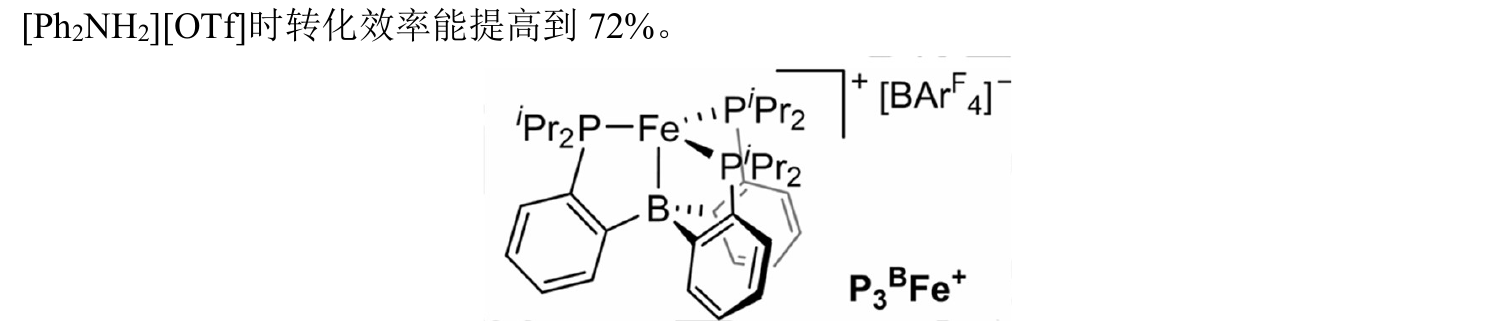 [Ph₂NH₂][OTf]时转化效率能提高到 72%。
⁺ [BArᶠ₄]⁻
ⁱPr₂P Fe PⁱPr₂
PⁱPr₂
B
P₃ᴮFe⁺